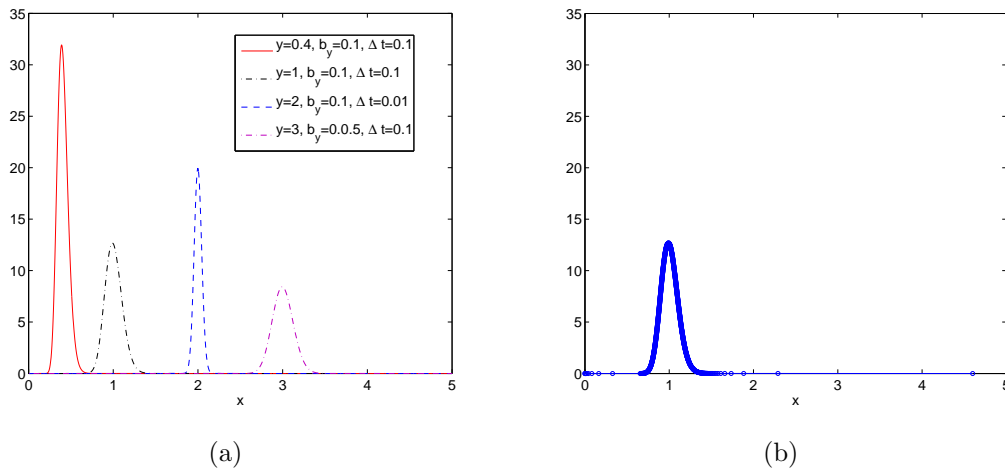 35
30
25
20
15
10
5
0
y=0.4, b_y=0.1, Δ t=0.1
y=1, b_y=0.1, Δ t=0.1
y=2, b_y=0.1, Δ t=0.01
y=3, b_y=0.0.5, Δ t=0.1
0 1 2 3 4 5
x
(a)
35
30
25
20
15
10
5
0
0 1 2 3 4 5
x
(b)